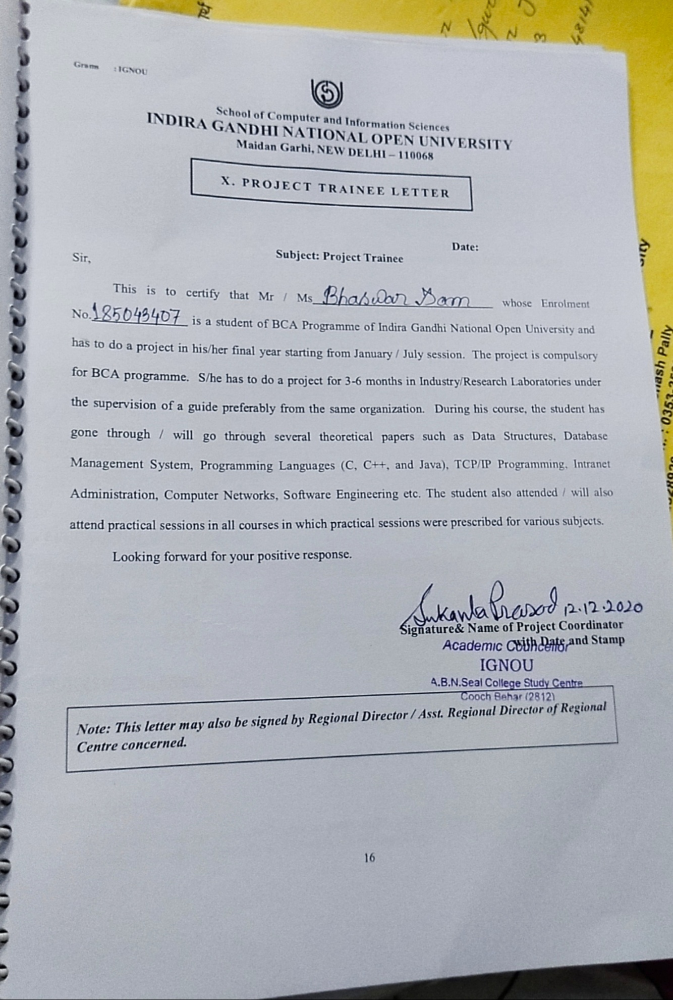 Grams : IGNOU
School of Computer and Information Sciences
INDIRA GANDHI NATIONAL OPEN UNIVERSITY
Maidan Garhi, NEW DELHI – 110068
X. PROJECT TRAINEE LETTER
Date:
Sir,
Subject: Project Trainee
This is to certify that Mr / Ms Bhaswar Dam whose Enrolment
No. 185043407 is a student of BCA Programme of Indira Gandhi National Open University and
has to do a project in his/her final year starting from January / July session. The project is compulsory
for BCA programme. S/he has to do a project for 3-6 months in Industry/Research Laboratories under
the supervision of a guide preferably from the same organization. During his course, the student has
gone through / will go through several theoretical papers such as Data Structures, Database
Management System, Programming Languages (C, C++, and Java), TCP/IP Programming, Intranet
Administration, Computer Networks, Software Engineering etc. The student also attended / will also
attend practical sessions in all courses in which practical sessions were prescribed for various subjects.
Looking forward for your positive response.
Sukanta Prasad 12.12.2020
Signature& Name of Project Coordinator
with Date and Stamp
Academic Councellor
IGNOU
A.B.N.Seal College Study Centre
Cooch Behar (2812)
Note: This letter may also be signed by Regional Director / Asst. Regional Director of Regional
Centre concerned.
16
Pally